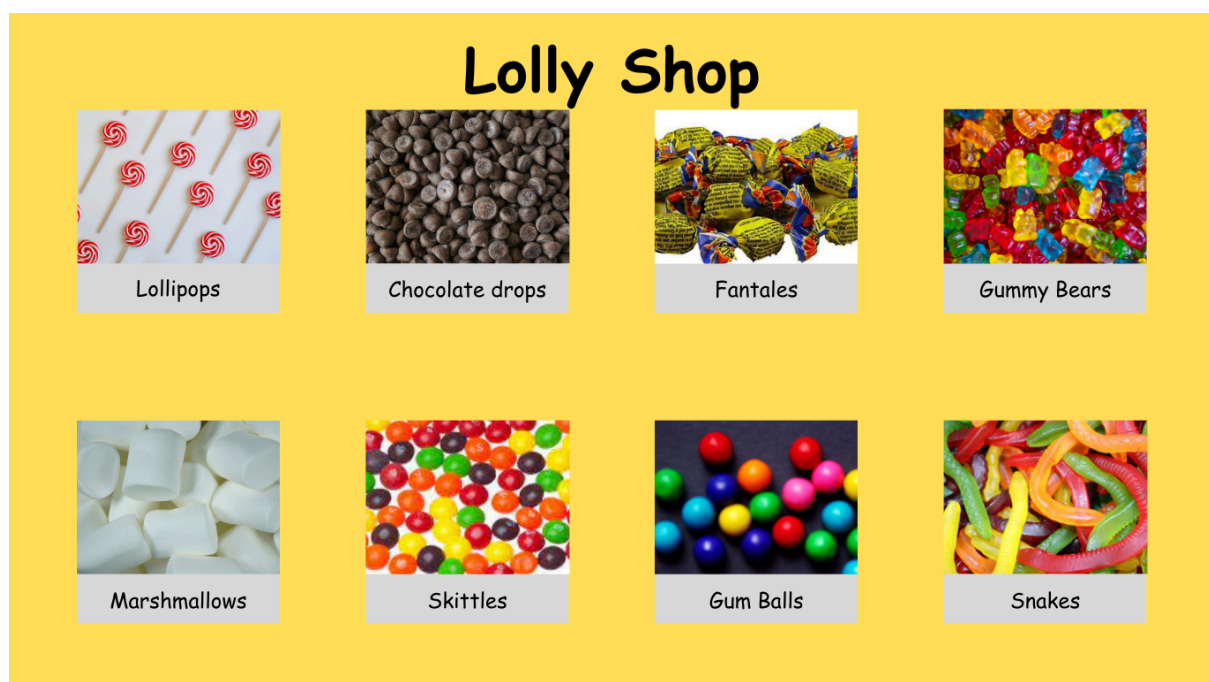 Lolly Shop
Lollipops
Chocolate drops
Fantales
Gummy Bears
Marshmallows
Skittles
Gum Balls
Snakes